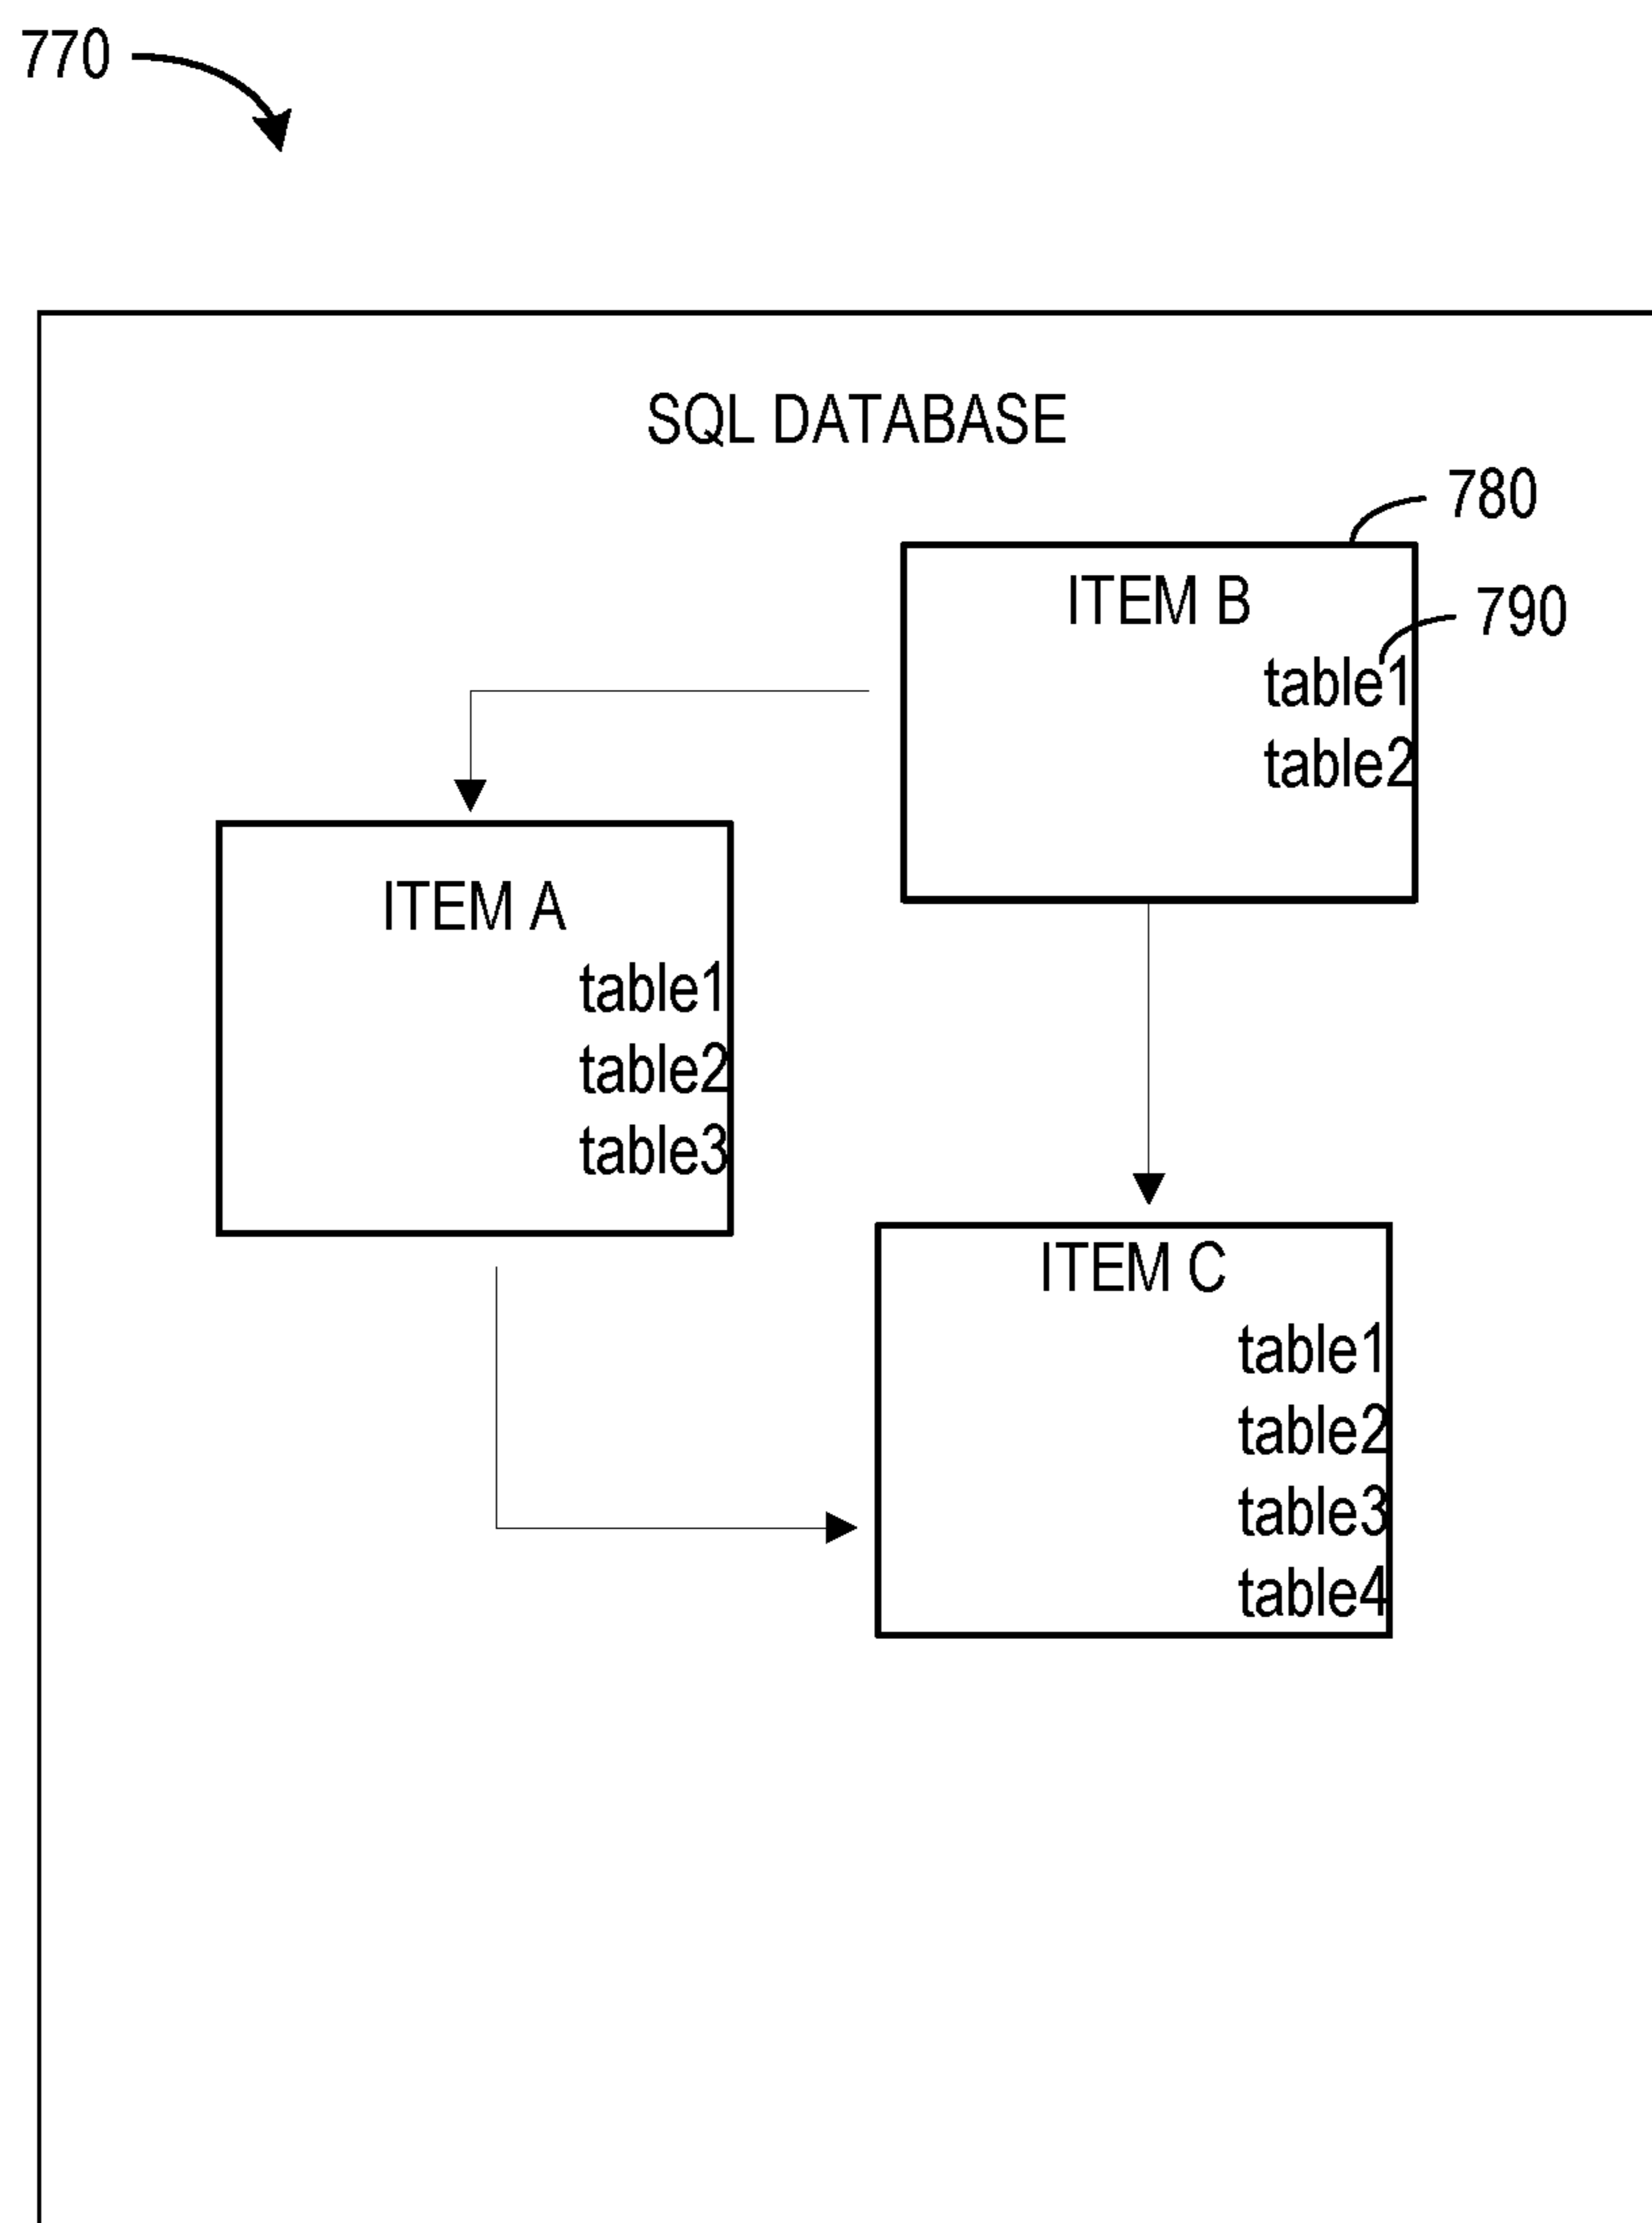 770
SQL DATABASE
780
ITEM B
790
table1
table2
ITEM A
table1
table2
table3
ITEM C
table1
table2
table3
table4